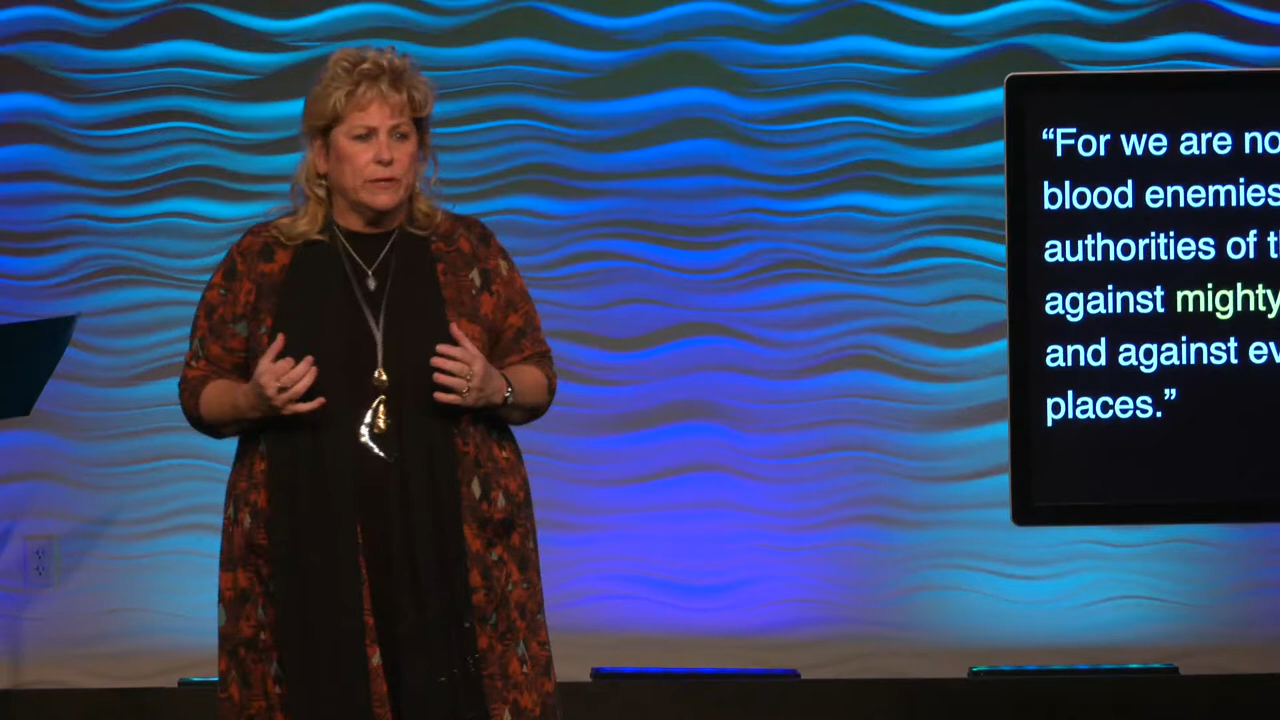 “For we are no
blood enemies
authorities of t
against mighty
and against ev
places.”